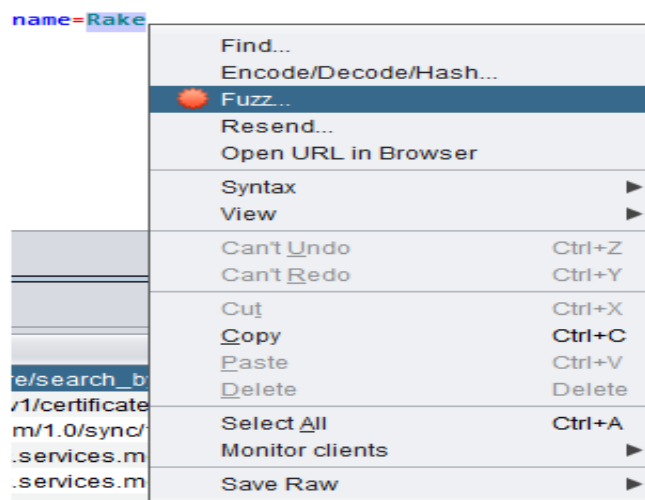 name=Rake
Find...
Encode/Decode/Hash...
Fuzz...
Resend...
Open URL in Browser
Syntax
View
Can't Undo Ctrl+Z
Can't Redo Ctrl+Y
Cut Ctrl+X
Copy Ctrl+C
Paste Ctrl+V
Delete Delete
Select All Ctrl+A
Monitor clients
Save Raw
e/search_b
v1/certificate
m/1.0/sync/
.services.m
.services.m